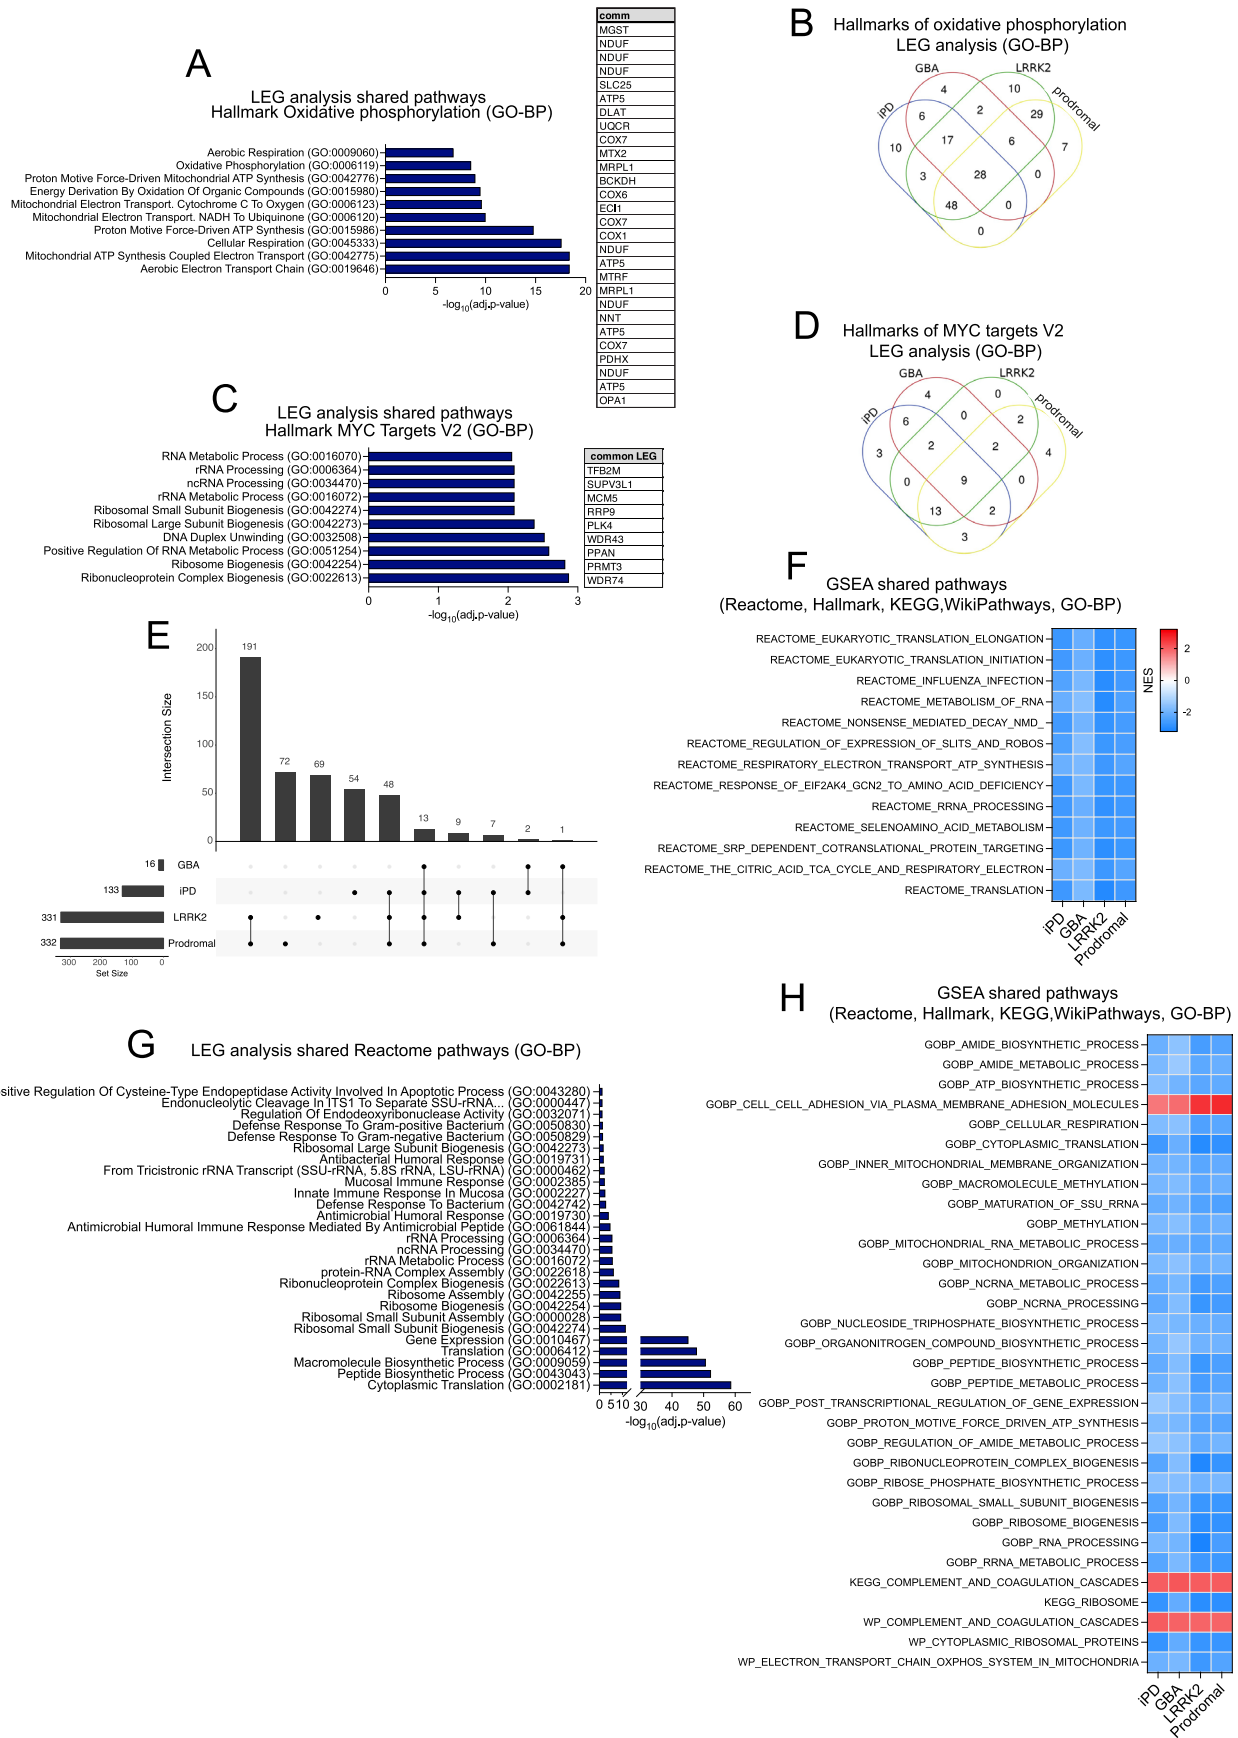 A
LEG analysis shared pathways
Hallmark Oxidative phosphorylation (GO-BP)
Aerobic Respiration (GO:0009060)
Oxidative Phosphorylation (GO:0006119)
Proton Motive Force-Driven Mitochondrial ATP Synthesis (GO:0042776)
Energy Derivation By Oxidation Of Organic Compounds (GO:0015980)
Mitochondrial Electron Transport. Cytochrome C To Oxygen (GO:0006123)
Mitochondrial Electron Transport. NADH To Ubiquinone (GO:0006120)
Proton Motive Force-Driven ATP Synthesis (GO:0015986)
Cellular Respiration (GO:0045333)
Mitochondrial ATP Synthesis Coupled Electron Transport (GO:0042775)
Aerobic Electron Transport Chain (GO:0019646)
0 5 10 15 20
-log10(adj.p-value)
comm
MGST
NDUF
NDUF
NDUF
SLC25
ATP5
DLAT
UQCR
COX7
MTX2
MRPL1
BCKDH
COX6
ECI1
COX7
COX1
NDUF
ATP5
MTRF
MRPL1
NDUF
NNT
ATP5
COX7
PDHX
NDUF
ATP5
OPA1
B
Hallmarks of oxidative phosphorylation
LEG analysis (GO-BP)
GBA LRRK2
iPD prodromal
4 10
6 2 29
10 17 6 7
3 28 0
48 0
0
C
LEG analysis shared pathways
Hallmark MYC Targets V2 (GO-BP)
RNA Metabolic Process (GO:0016070)
rRNA Processing (GO:0006364)
ncRNA Processing (GO:0034470)
rRNA Metabolic Process (GO:0016072)
Ribosomal Small Subunit Biogenesis (GO:0042274)
Ribosomal Large Subunit Biogenesis (GO:0042273)
DNA Duplex Unwinding (GO:0032508)
Positive Regulation Of RNA Metabolic Process (GO:0051254)
Ribosome Biogenesis (GO:0042254)
Ribonucleoprotein Complex Biogenesis (GO:0022613)
0 1 2 3
-log10(adj.p-value)
common LEG
TFB2M
SUPV3L1
MCM5
RRP9
PLK4
WDR43
PPAN
PRMT3
WDR74
D
Hallmarks of MYC targets V2
LEG analysis (GO-BP)
GBA LRRK2
iPD prodromal
4 0
6 0 2
3 2 2 4
0 9 0
13 2
3
E
Intersection Size
200
150
100
50
0
191 72 69 54 48 13 9 7 2 1
16 GBA
133 iPD
331 LRRK2
332 Prodromal
300 200 100 0
Set Size
F
GSEA shared pathways
(Reactome, Hallmark, KEGG,WikiPathways, GO-BP)
REACTOME_EUKARYOTIC_TRANSLATION_ELONGATION
REACTOME_EUKARYOTIC_TRANSLATION_INITIATION
REACTOME_INFLUENZA_INFECTION
REACTOME_METABOLISM_OF_RNA
REACTOME_NONSENSE_MEDIATED_DECAY_NMD_
REACTOME_REGULATION_OF_EXPRESSION_OF_SLITS_AND_ROBOS
REACTOME_RESPIRATORY_ELECTRON_TRANSPORT_ATP_SYNTHESIS
REACTOME_RESPONSE_OF_EIF2AK4_GCN2_TO_AMINO_ACID_DEFICIENCY
REACTOME_RRNA_PROCESSING
REACTOME_SELENOAMINO_ACID_METABOLISM
REACTOME_SRP_DEPENDENT_COTRANSLATIONAL_PROTEIN_TARGETING
REACTOME_THE_CITRIC_ACID_TCA_CYCLE_AND_RESPIRATORY_ELECTRON
REACTOME_TRANSLATION
iPD GBA LRRK2 Prodromal
NES
2
0
-2
G
LEG analysis shared Reactome pathways (GO-BP)
sitive Regulation Of Cysteine-Type Endopeptidase Activity Involved In Apoptotic Process (GO:0043280)
Endonucleolytic Cleavage In ITS1 To Separate SSU-rRNA... (GO:0000447)
Regulation Of Endodeoxyribonuclease Activity (GO:0032071)
Defense Response To Gram-positive Bacterium (GO:0050830)
Defense Response To Gram-negative Bacterium (GO:0050829)
Ribosomal Large Subunit Biogenesis (GO:0042273)
Antibacterial Humoral Response (GO:0019731)
From Tricistronic rRNA Transcript (SSU-rRNA, 5.8S rRNA, LSU-rRNA) (GO:0000462)
Mucosal Immune Response (GO:0002385)
Innate Immune Response In Mucosa (GO:0002227)
Defense Response To Bacterium (GO:0042742)
Antimicrobial Humoral Response (GO:0019730)
Antimicrobial Humoral Immune Response Mediated By Antimicrobial Peptide (GO:0061844)
rRNA Processing (GO:0006364)
ncRNA Processing (GO:0034470)
rRNA Metabolic Process (GO:0016072)
protein-RNA Complex Assembly (GO:0022618)
Ribonucleoprotein Complex Biogenesis (GO:0022613)
Ribosome Assembly (GO:0042255)
Ribosome Biogenesis (GO:0042254)
Ribosomal Small Subunit Assembly (GO:0000028)
Ribosomal Small Subunit Biogenesis (GO:0042274)
Gene Expression (GO:0010467)
Translation (GO:0006412)
Macromolecule Biosynthetic Process (GO:0009059)
Peptide Biosynthetic Process (GO:0043043)
Cytoplasmic Translation (GO:0002181)
0 5 10 30 40 50 60
-log10(adj.p-value)
H
GSEA shared pathways
(Reactome, Hallmark, KEGG,WikiPathways, GO-BP)
GOBP_AMIDE_BIOSYNTHETIC_PROCESS
GOBP_AMIDE_METABOLIC_PROCESS
GOBP_ATP_BIOSYNTHETIC_PROCESS
GOBP_CELL_CELL_ADHESION_VIA_PLASMA_MEMBRANE_ADHESION_MOLECULES
GOBP_CELLULAR_RESPIRATION
GOBP_CYTOPLASMIC_TRANSLATION
GOBP_INNER_MITOCHONDRIAL_MEMBRANE_ORGANIZATION
GOBP_MACROMOLECULE_METHYLATION
GOBP_MATURATION_OF_SSU_RRNA
GOBP_METHYLATION
GOBP_MITOCHONDRIAL_RNA_METABOLIC_PROCESS
GOBP_MITOCHONDRION_ORGANIZATION
GOBP_NCRNA_METABOLIC_PROCESS
GOBP_NCRNA_PROCESSING
GOBP_NUCLEOSIDE_TRIPHOSPHATE_BIOSYNTHETIC_PROCESS
GOBP_ORGANONITROGEN_COMPOUND_BIOSYNTHETIC_PROCESS
GOBP_PEPTIDE_BIOSYNTHETIC_PROCESS
GOBP_PEPTIDE_METABOLIC_PROCESS
GOBP_POST_TRANSCRIPTIONAL_REGULATION_OF_GENE_EXPRESSION
GOBP_PROTON_MOTIVE_FORCE_DRIVEN_ATP_SYNTHESIS
GOBP_REGULATION_OF_AMIDE_METABOLIC_PROCESS
GOBP_RIBONUCLEOPROTEIN_COMPLEX_BIOGENESIS
GOBP_RIBOSE_PHOSPHATE_BIOSYNTHETIC_PROCESS
GOBP_RIBOSOMAL_SMALL_SUBUNIT_BIOGENESIS
GOBP_RIBOSOME_BIOGENESIS
GOBP_RNA_PROCESSING
GOBP_RRNA_METABOLIC_PROCESS
KEGG_COMPLEMENT_AND_COAGULATION_CASCADES
KEGG_RIBOSOME
WP_COMPLEMENT_AND_COAGULATION_CASCADES
WP_CYTOPLASMIC_RIBOSOMAL_PROTEINS
WP_ELECTRON_TRANSPORT_CHAIN_OXPHOS_SYSTEM_IN_MITOCHONDRIA
iPD GBA LRRK2 Prodromal